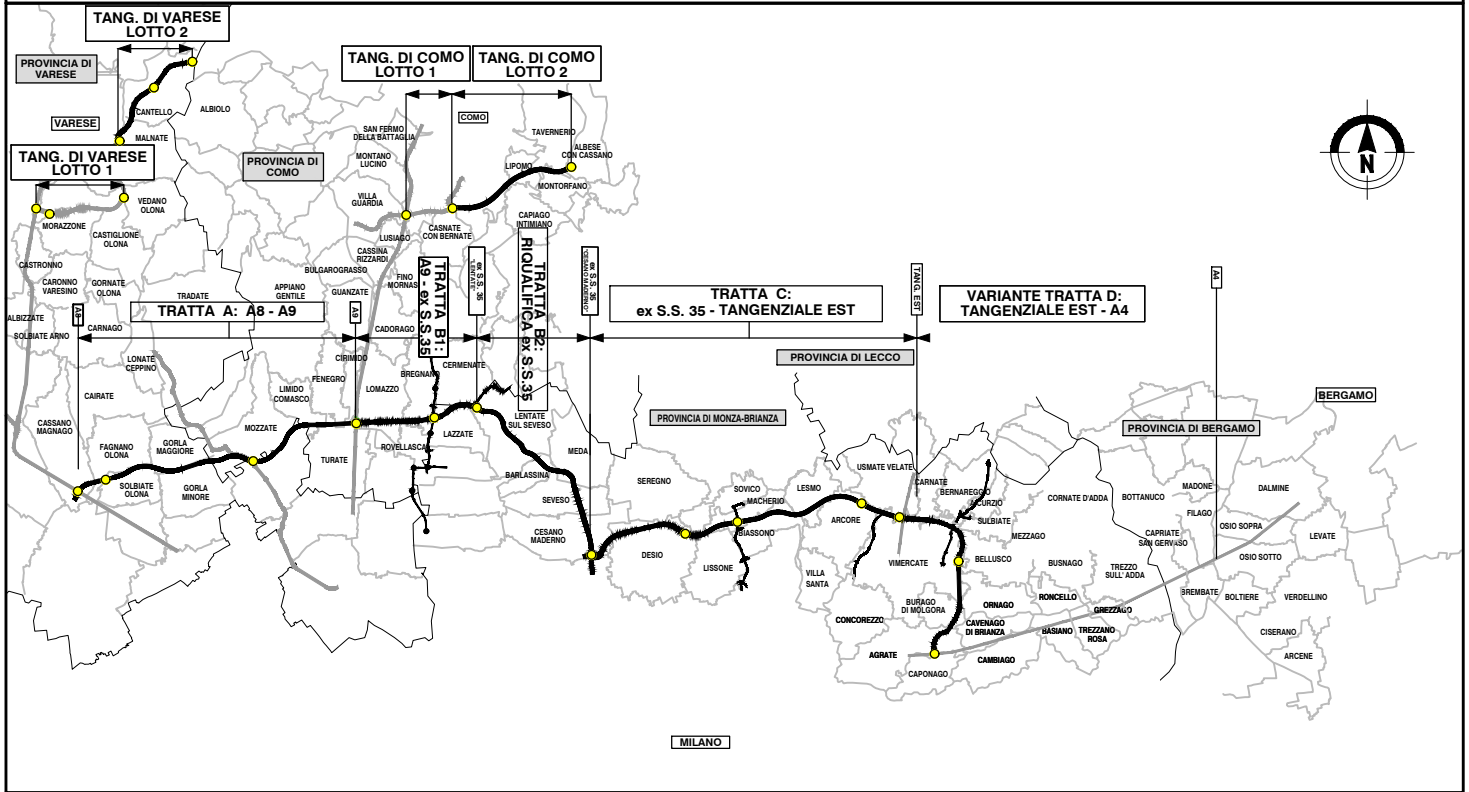 TANG. DI VARESE
LOTTO 2
PROVINCIA DI
VARESE
TANG. DI COMO
LOTTO 1
TANG. DI COMO
LOTTO 2
CANTELLO
ALBIOLO
VARESE
MALNATE
COMO
SAN FERMO
DELLA BATTAGLIA
TAVERNERIO
ALBESE
CON CASSANO
TANG. DI VARESE
LOTTO 1
PROVINCIA DI
COMO
MONTANO
LUCINO
LIPOMO
MONTORFANO
N
VILLA
GUARDIA
VEDANO
OLONA
MORAZZONE
CASTIGLIONE
OLONA
LUSIAGO
CASNATE
CON BERNATE
CAPIAGO
INTIMIANO
CASSINA
RIZZARDI
CASTRONNO
BULGAROGRASSO
FINO
MORNAS
CARONNO
VARESINO
GORNATE
OLONA
APPIANO
GENTILE
GUANZATE
TRADATE
TRATTA B1:
A9 - ex S.S.35
ex S.S. 35
"LENTATE"
TRATTA B2:
RIQUALIFICA ex S.S.35
ex S.S. 35
"CESANO MADERNO"
TANG. EST
A4
TRATTA C:
ex S.S. 35 - TANGENZIALE EST
VARIANTE TRATTA D:
TANGENZIALE EST - A4
A8
TRATTA A: A8 - A9
A9
ALBIZZATE
SOLBIATE ARNO
CARNAGO
CADORAGO
LONATE
CEPPINO
CIRIMIDO
FENEGRO
LIMIDO
COMASCO
LOMAZZO
BREGNANO
CERMENATE
PROVINCIA DI LECCO
CAIRATE
CASSANO
MAGNAGO
MOZZATE
LENTATE
SUL SEVESO
PROVINCIA DI MONZA-BRIANZA
BERGAMO
PROVINCIA DI BERGAMO
FAGNANO
OLONA
GORLA
MAGGIORE
LAZZATE
ROVELLASCA
TURATE
MEDA
SOLBIATE
OLONA
GORLA
MINORE
BARLASSINA
SEVESO
SEREGNO
SOVICO
MACHERIO
LESMO
USMATE VELATE
CARNATE
BERNAREGGIO
AICURZIO
SULBIATE
MEZZAGO
CORNATE D'ADDA
BOTTANUCO
MADONE
FILAGO
DALMINE
CESANO
MADERNO
DESIO
LISSONE
BIASSONO
ARCORE
VIMERCATE
BELLUSCO
BUSNAGO
TREZZO
SULL' ADDA
CAPRIATE
SAN GERVASO
OSIO SOPRA
LEVATE
OSIO SOTTO
VILLA
SANTA
BURAGO
DI MOLGORA
ORNAGO
RONCELLO
GREZZAGO
BREMBATE
BOLTIERE
VERDELLINO
CONCOREZZO
CAVENAGO
DI BRIANZA
BASIANO
TREZZANO
ROSA
CISERANO
ARCENE
AGRATE
CAMBIAGO
CAPONAGO
MILANO